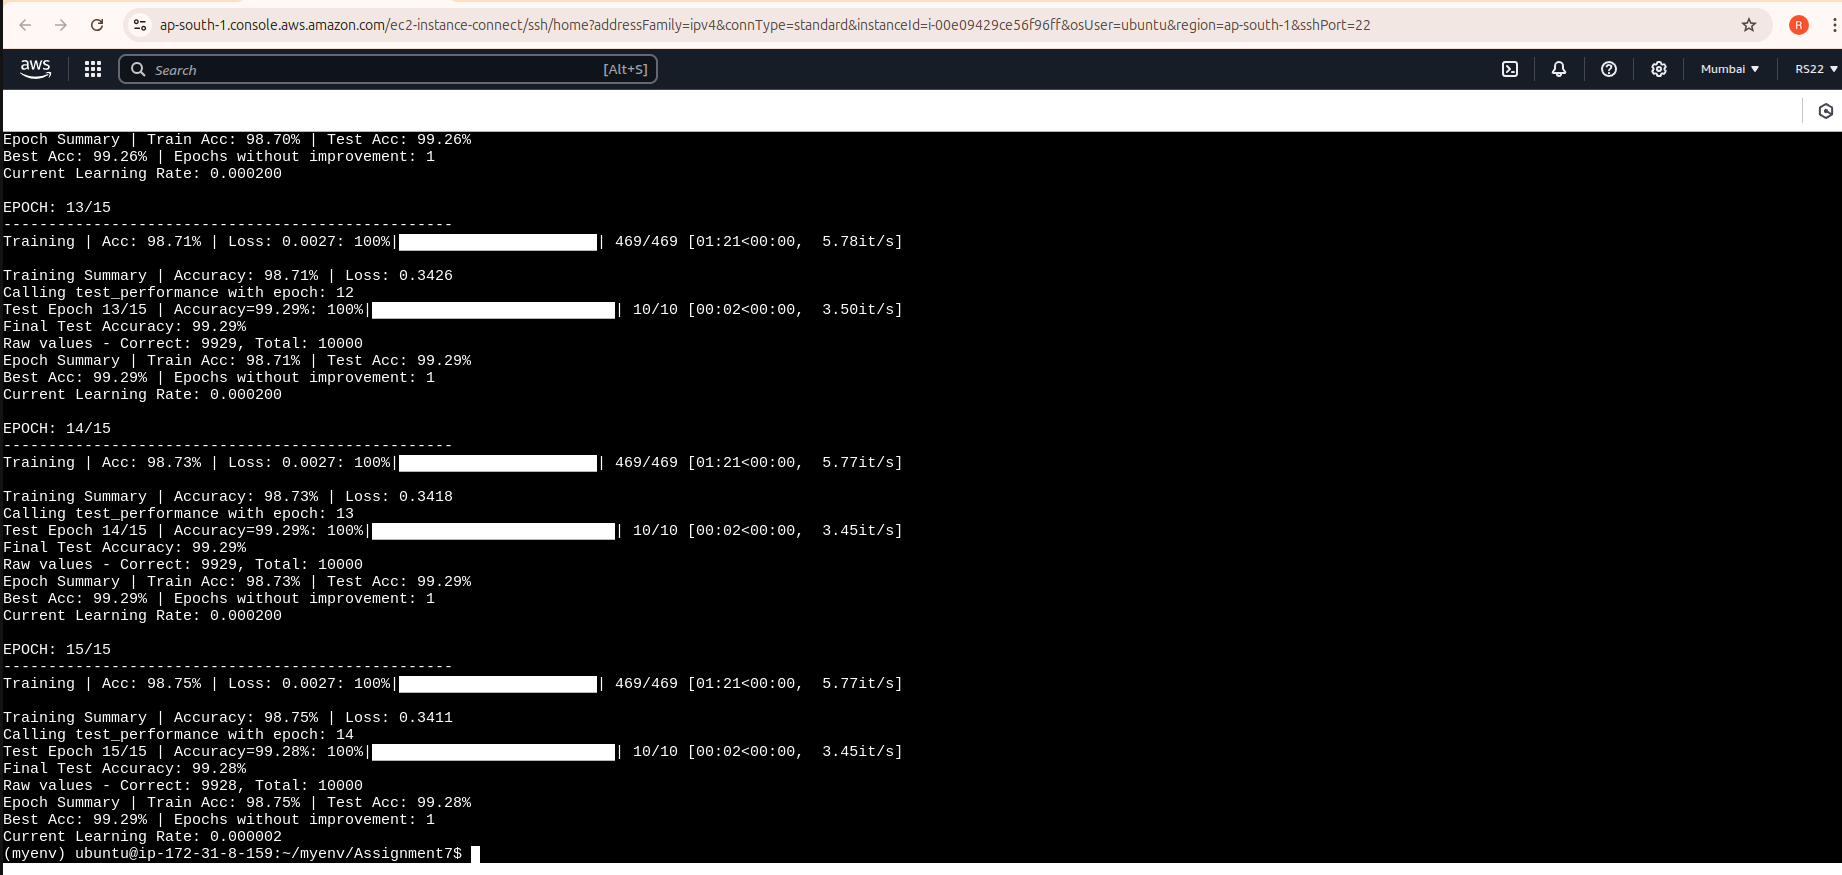 ap-south-1.console.aws.amazon.com/ec2-instance-connect/ssh/home?addressFamily=ipv4&connType=standard&instanceId=i-00e09429ce56f96ff&osUser=ubuntu&region=ap-south-1&sshPort=22
R
aws
Search
[Alt+S]
Mumbai
RS22
Epoch Summary | Train Acc: 98.70% | Test Acc: 99.26%
Best Acc: 99.26% | Epochs without improvement: 1
Current Learning Rate: 0.000200
EPOCH: 13/15
--------------------------------------------------
Training | Acc: 98.71% | Loss: 0.0027: 100%| | 469/469 [01:21<00:00,  5.78it/s]
Training Summary | Accuracy: 98.71% | Loss: 0.3426
Calling test_performance with epoch: 12
Test Epoch 13/15 | Accuracy=99.29%: 100%| | 10/10 [00:02<00:00,  3.50it/s]
Final Test Accuracy: 99.29%
Raw values - Correct: 9929, Total: 10000
Epoch Summary | Train Acc: 98.71% | Test Acc: 99.29%
Best Acc: 99.29% | Epochs without improvement: 1
Current Learning Rate: 0.000200
EPOCH: 14/15
--------------------------------------------------
Training | Acc: 98.73% | Loss: 0.0027: 100%| | 469/469 [01:21<00:00,  5.77it/s]
Training Summary | Accuracy: 98.73% | Loss: 0.3418
Calling test_performance with epoch: 13
Test Epoch 14/15 | Accuracy=99.29%: 100%| | 10/10 [00:02<00:00,  3.45it/s]
Final Test Accuracy: 99.29%
Raw values - Correct: 9929, Total: 10000
Epoch Summary | Train Acc: 98.73% | Test Acc: 99.29%
Best Acc: 99.29% | Epochs without improvement: 1
Current Learning Rate: 0.000200
EPOCH: 15/15
--------------------------------------------------
Training | Acc: 98.75% | Loss: 0.0027: 100%| | 469/469 [01:21<00:00,  5.77it/s]
Training Summary | Accuracy: 98.75% | Loss: 0.3411
Calling test_performance with epoch: 14
Test Epoch 15/15 | Accuracy=99.28%: 100%| | 10/10 [00:02<00:00,  3.45it/s]
Final Test Accuracy: 99.28%
Raw values - Correct: 9928, Total: 10000
Epoch Summary | Train Acc: 98.75% | Test Acc: 99.28%
Best Acc: 99.29% | Epochs without improvement: 1
Current Learning Rate: 0.000002
(myenv) ubuntu@ip-172-31-8-159:~/myenv/Assignment7$